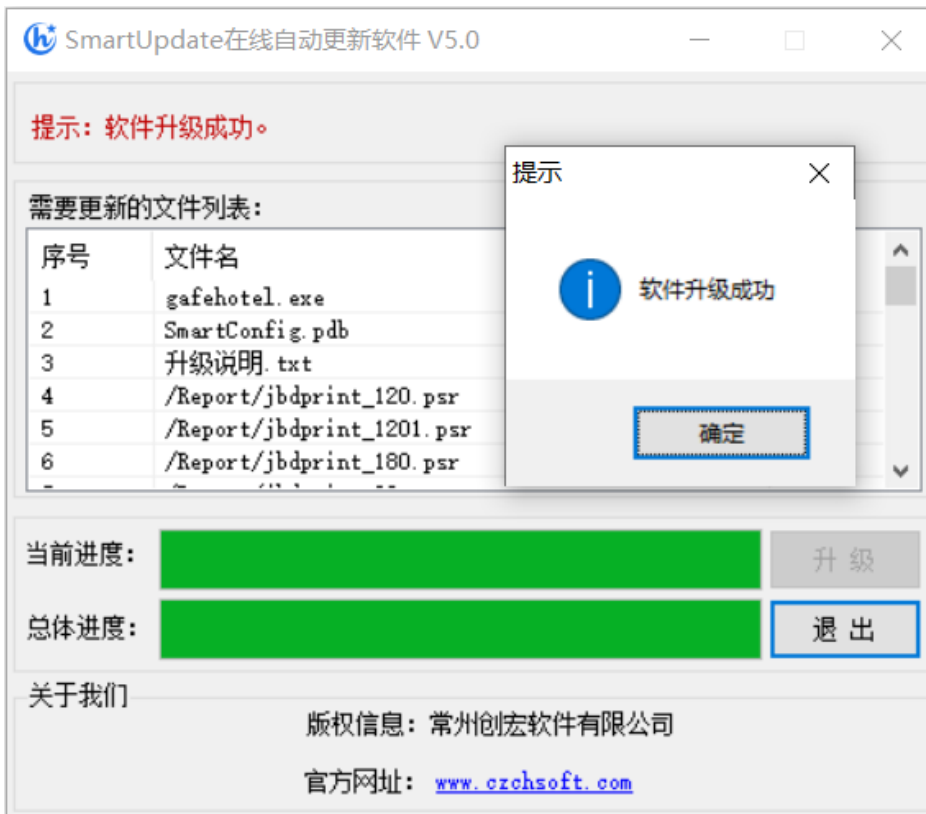 SmartUpdate在线自动更新软件 V5.0
提示：软件升级成功。
提示
软件升级成功
确定
需要更新的文件列表：
序号 文件名
1 gafehotel.exe
2 SmartConfig.pdb
3 升级说明.txt
4 /Report/jbdprint_120.psr
5 /Report/jbdprint_1201.psr
6 /Report/jbdprint_180.psr
当前进度：
升 级
总体进度：
退 出
关于我们
版权信息：常州创宏软件有限公司
官方网址： www.czchsoft.com